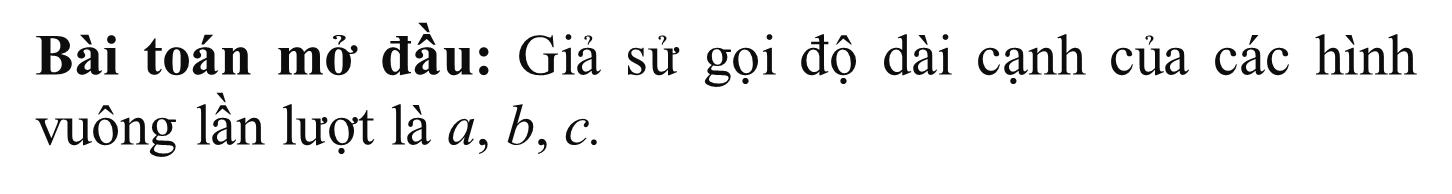 Bài toán mở đầu: Giả sử gọi độ dài cạnh của các hình
vuông lần lượt là a, b, c.